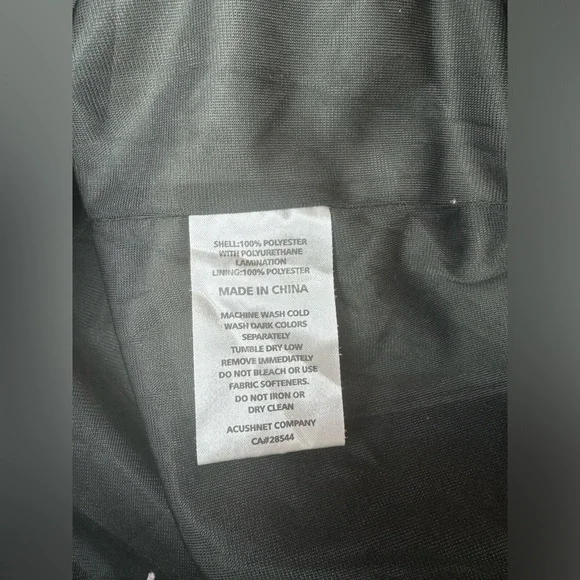 SHELL:100% POLYESTER
WITH POLYURETHANE
LAMINATION
LINING:100% POLYESTER
MADE IN CHINA
MACHINE WASH COLD
WASH DARK COLORS
SEPARATELY
TUMBLE DRY LOW
REMOVE IMMEDIATELY
DO NOT BLEACH OR USE
FABRIC SOFTENERS.
DO NOT IRON OR
DRY CLEAN
ACUSHNET COMPANY
CA#28544